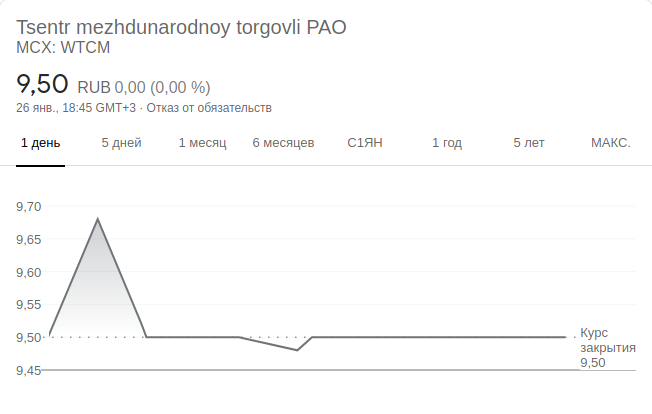 Tsentr mezhdunarodnoy torgovli PAO
MCX: WTCM
9,50 RUB 0,00 (0,00 %)
26 янв., 18:45 GMT+3 · Отказ от обязательств
1 день 5 дней 1 месяц 6 месяцев С1ЯН 1 год 5 лет МАКС.
9,70
9,65
9,60
9,55
9,50
9,45
Курс
закрытия
9,50